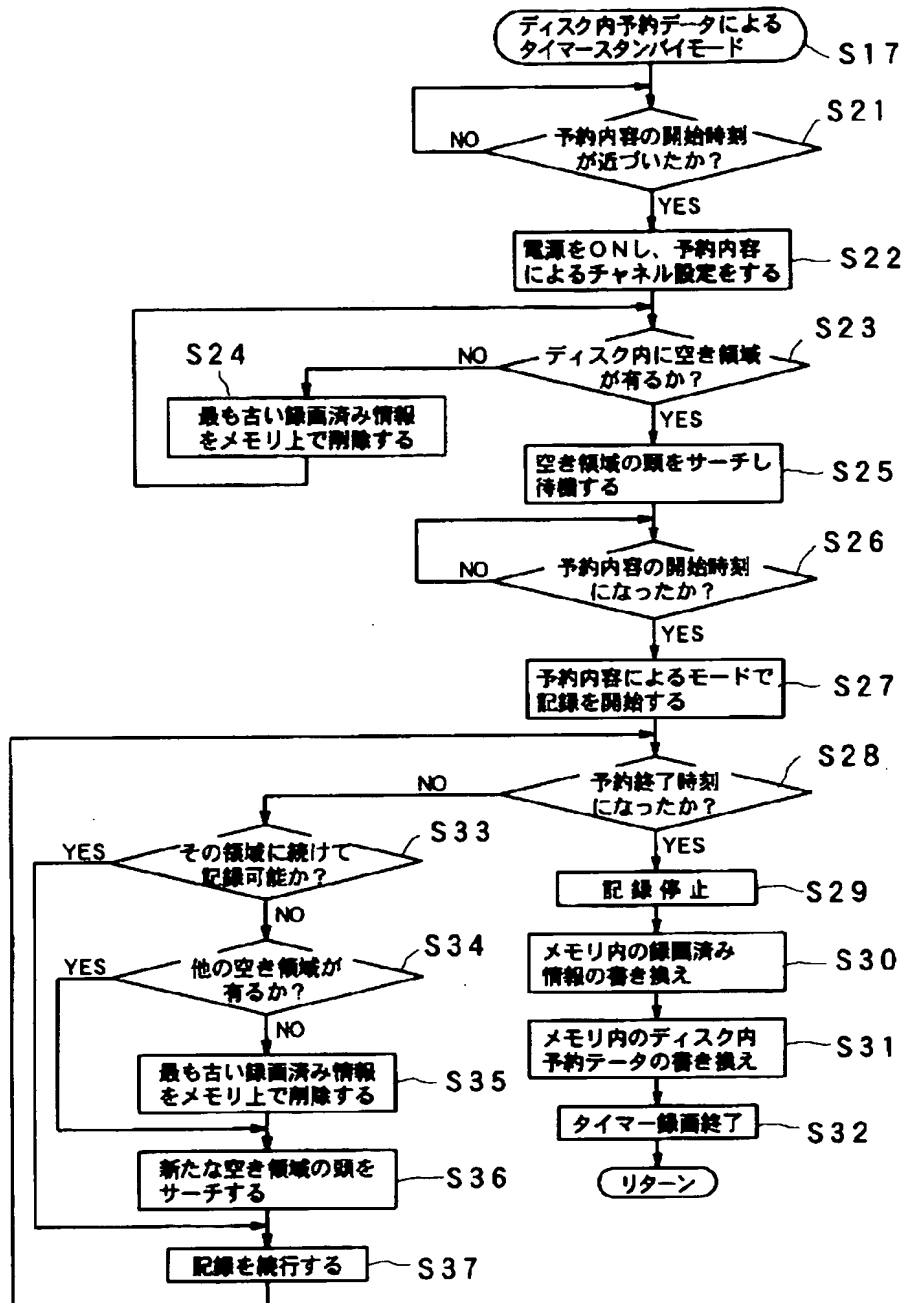 ディスク内予約データによる
タイマースタンバイモード
S17
S21
予約内容の開始時刻
が近づいたか?
NO
YES
電源をONし、予約内容
によるチャネル設定をする
S22
S23
ディスク内に空き領域
が有るか?
NO
S24
最も古い録画済み情報
をメモリ上で削除する
YES
空き領域の頭をサーチし
待機する
S25
S26
予約内容の開始時刻
になったか?
NO
YES
予約内容によるモードで
記録を開始する
S27
S28
予約終了時刻
になったか?
NO
YES
S33
その領域に続けて
記録可能か?
YES
NO
記録停止
S29
S34
他の空き領域が
有るか?
YES
NO
メモリ内の録画済み
情報の書き換え
S30
メモリ内のディスク内
予約データの書き換え
S31
最も古い録画済み情報
をメモリ上で削除する
S35
タイマー録画終了
S32
新たな空き領域の頭を
サーチする
S36
リターン
記録を続行する
S37